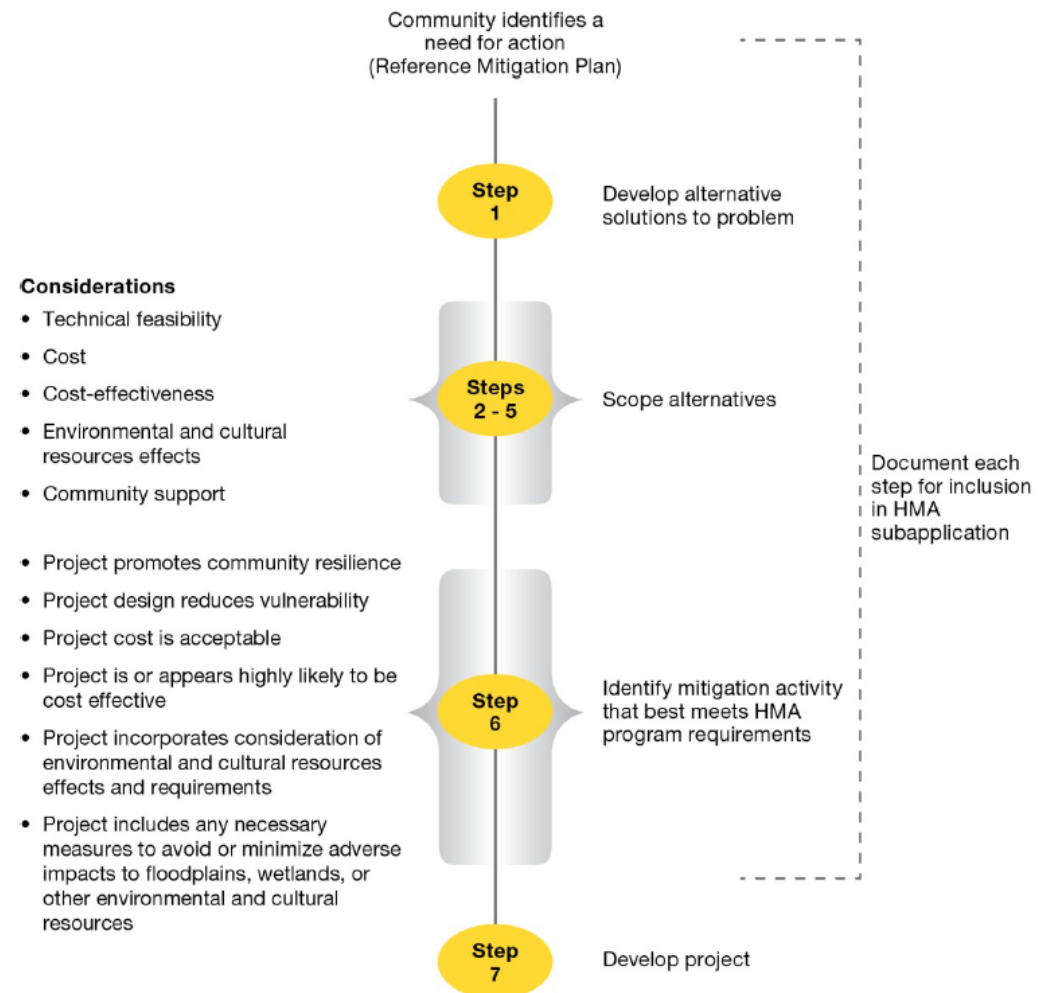 Community identifies a
need for action
(Reference Mitigation Plan)
Step
1
Develop alternative
solutions to problem
Considerations
• Technical feasibility
• Cost
• Cost-effectiveness
• Environmental and cultural
resources effects
• Community support
Steps
2 - 5
Scope alternatives
Document each
step for inclusion
in HMA
subapplication
• Project promotes community resilience
• Project design reduces vulnerability
• Project cost is acceptable
• Project is or appears highly likely to be
cost effective
• Project incorporates consideration of
environmental and cultural resources
effects and requirements
• Project includes any necessary
measures to avoid or minimize adverse
impacts to floodplains, wetlands, or
other environmental and cultural
resources
Step
6
Identify mitigation activity
that best meets HMA
program requirements
Step
7
Develop project